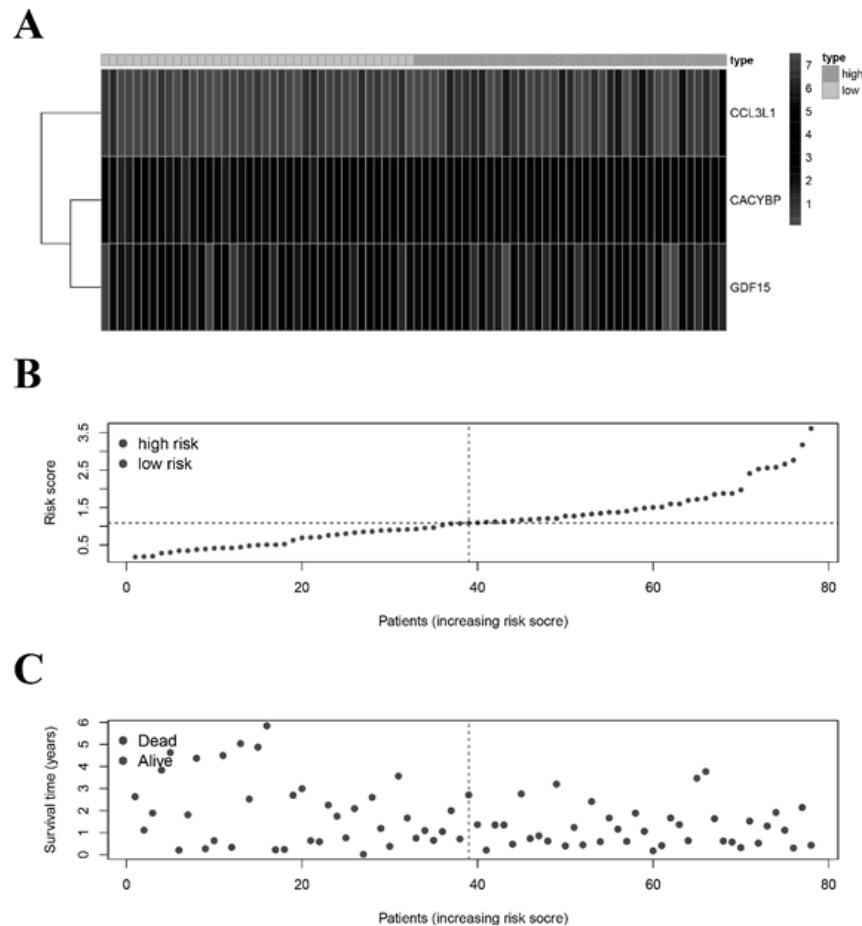 A
type
CCL3L1
CACYBP
GDF15
7
6
5
4
3
2
1
type
high
low
B
Risk score
3.5
2.5
1.5
0.5
high risk
low risk
0
20
40
60
80
Patients (increasing risk socre)
C
Survival time (years)
6
5
4
3
2
1
0
Dead
Alive
0
20
40
60
80
Patients (increasing risk socre)